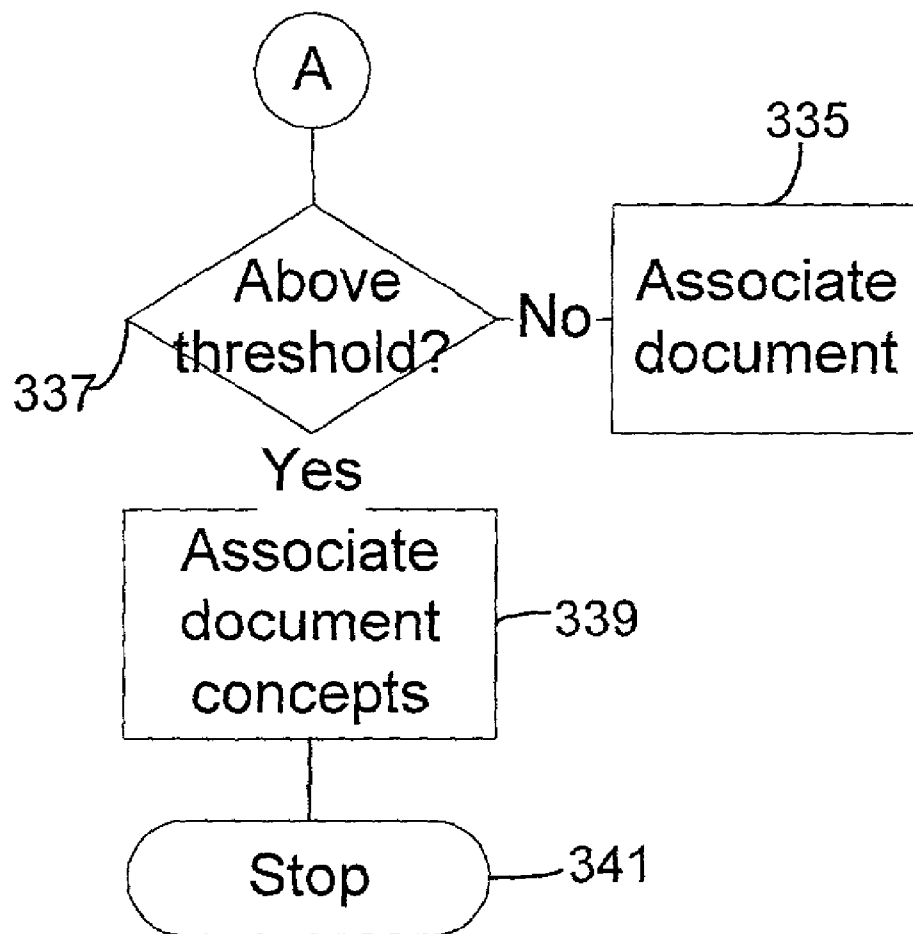 A
335
Above
threshold?
No
Associate
document
337
Yes
Associate
document
concepts
339
Stop
341